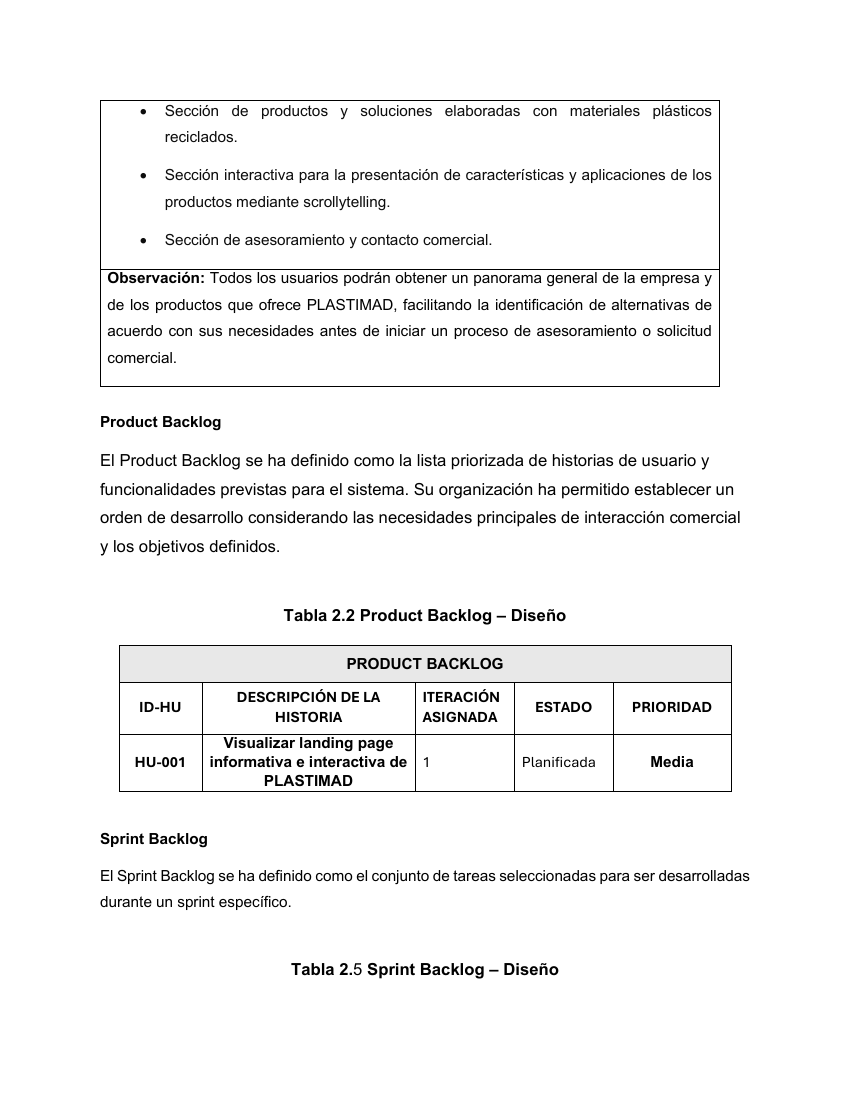 • Sección de productos y soluciones elaboradas con materiales plásticos
reciclados.
• Sección interactiva para la presentación de características y aplicaciones de los
productos mediante scrollytelling.
• Sección de asesoramiento y contacto comercial.
Observación: Todos los usuarios podrán obtener un panorama general de la empresa y
de los productos que ofrece PLASTIMAD, facilitando la identificación de alternativas de
acuerdo con sus necesidades antes de iniciar un proceso de asesoramiento o solicitud
comercial.
Product Backlog
El Product Backlog se ha definido como la lista priorizada de historias de usuario y
funcionalidades previstas para el sistema. Su organización ha permitido establecer un
orden de desarrollo considerando las necesidades principales de interacción comercial
y los objetivos definidos.
Tabla 2.2 Product Backlog – Diseño
PRODUCT BACKLOG
ID-HU
DESCRIPCIÓN DE LA
HISTORIA
ITERACIÓN
ASIGNADA
ESTADO
PRIORIDAD
HU-001
Visualizar landing page
informativa e interactiva de
PLASTIMAD
1
Planificada
Media
Sprint Backlog
El Sprint Backlog se ha definido como el conjunto de tareas seleccionadas para ser desarrolladas
durante un sprint específico.
Tabla 2.5 Sprint Backlog – Diseño